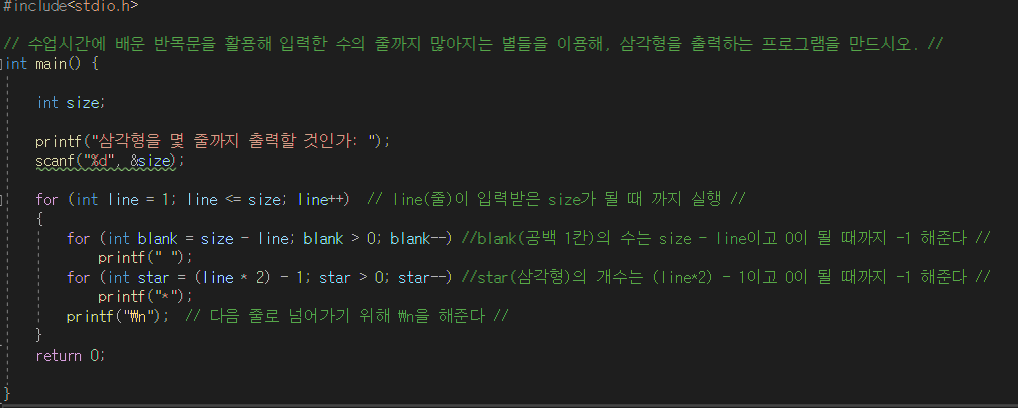 #include<stdio.h>
// 수업시간에 배운 반목문을 활용해 입력한 수의 줄까지 많아지는 별들을 이용해, 삼각형을 출력하는 프로그램을 만드시오. //
int main() {
int size;
printf("삼각형을 몇 줄까지 출력할 것인가: ");
scanf("%d", &size);
for (int line = 1; line <= size; line++) // line(줄)이 입력받은 size가 될 때 까지 실행 //
{
for (int blank = size - line; blank > 0; blank--) //blank(공백 1칸)의 수는 size - line이고 0이 될 때까지 -1 해준다 //
printf(" ");
for (int star = (line * 2) - 1; star > 0; star--) //star(삼각형)의 개수는 (line*2) - 1이고 0이 될 때까지 -1 해준다 //
printf("*");
printf("₩n"); // 다음 줄로 넘어가기 위해 ₩n을 해준다 //
}
return 0;
}